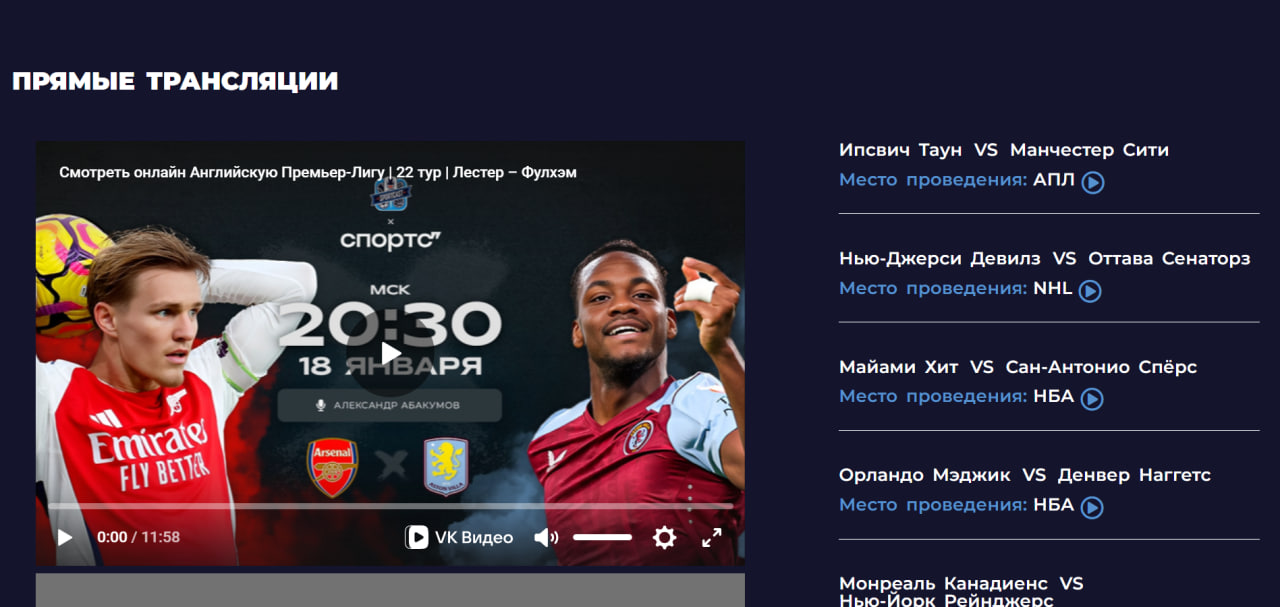 ПРЯМЫЕ ТРАНСЛЯЦИИ
Смотреть онлайн Английскую Премьер-Лигу | 22 тур | Лестер – Фулхэм
SPORTCAST
×
спортс"
МСК
20:30
18 ЯНВАРЯ
АЛЕКСАНДР АБАКУМОВ
Arsenal
ASTON VILLA
Emirates
FLY BETTER
0:00 / 11:58
VK Видео
Ипсвич Таун VS Манчестер Сити
Место проведения: АПЛ
Нью-Джерси Девилз VS Оттава Сенаторз
Место проведения: NHL
Майами Хит VS Сан-Антонио Спёрс
Место проведения: НБА
Орландо Мэджик VS Денвер Наггетс
Место проведения: НБА
Монреаль Канадиенс VS
Нью-Йорк Рейнджерс